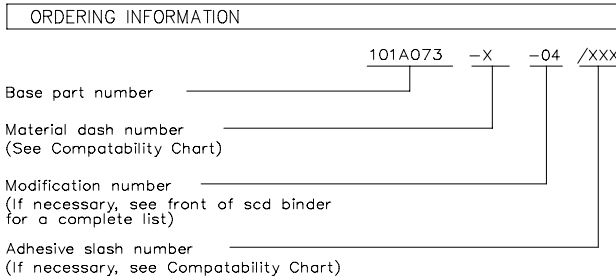 ORDERING INFORMATION
101A073 -X -04 /XXX
Base part number
Material dash number
(See Compatability Chart)
Modification number
(If necessary, see front of scd binder
for a complete list)
Adhesive slash number
(If necessary, see Compatability Chart)